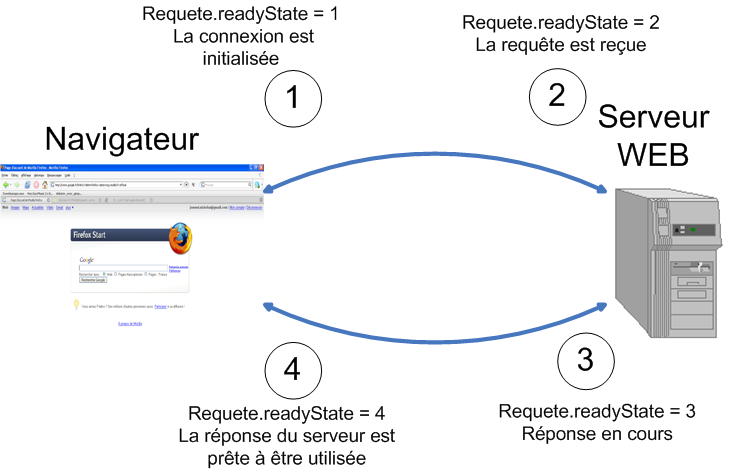 Requete.readyState = 1
La connexion est
initialisée
Requete.readyState = 2
La requête est reçue
1
2
Navigateur
Serveur
WEB
Firefox Start
Google
Recherche Google
4
3
Requete.readyState = 4
La réponse du serveur est
prête à être utilisée
Requete.readyState = 3
Réponse en cours